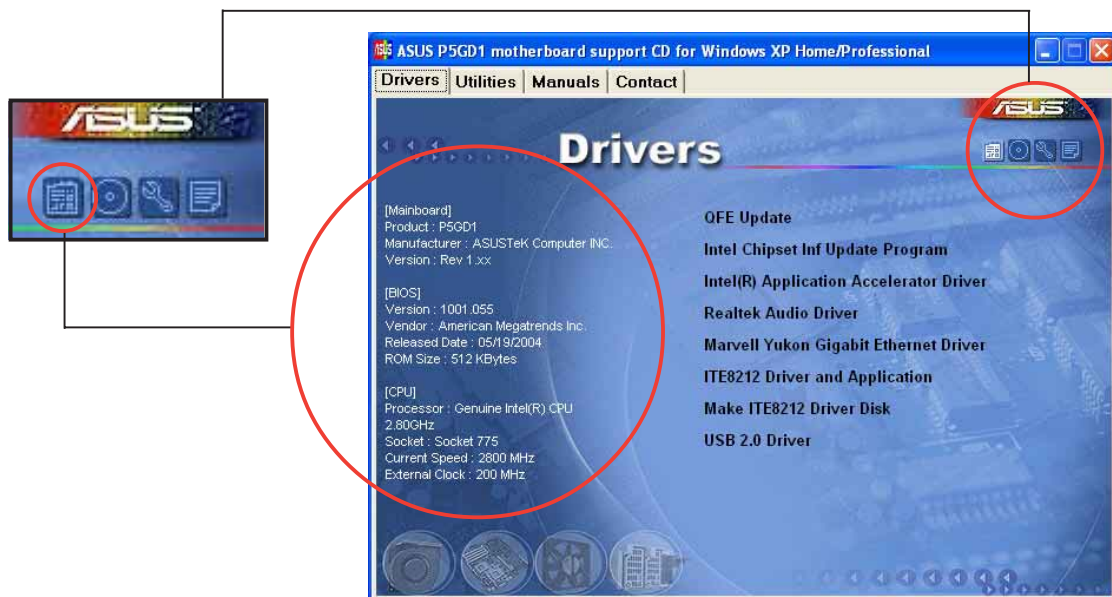 ASUS
ASUS P5GD1 motherboard support CD for Windows XP Home/Professional
Drivers Utilities Manuals Contact
ASUS
Drivers
[Mainboard]
Product : P5GD1
Manufacturer : ASUSTeK Computer INC.
Version : Rev 1.xx
[BIOS]
Version : 1001.055
Vendor : American Megatrends Inc.
Released Date : 05/19/2004
ROM Size : 512 KBytes
[CPU]
Processor : Genuine Intel(R) CPU
2.80GHz
Socket : Socket 775
Current Speed : 2800 MHz
External Clock : 200 MHz
QFE Update
Intel Chipset Inf Update Program
Intel(R) Application Accelerator Driver
Realtek Audio Driver
Marvell Yukon Gigabit Ethernet Driver
ITE8212 Driver and Application
Make ITE8212 Driver Disk
USB 2.0 Driver